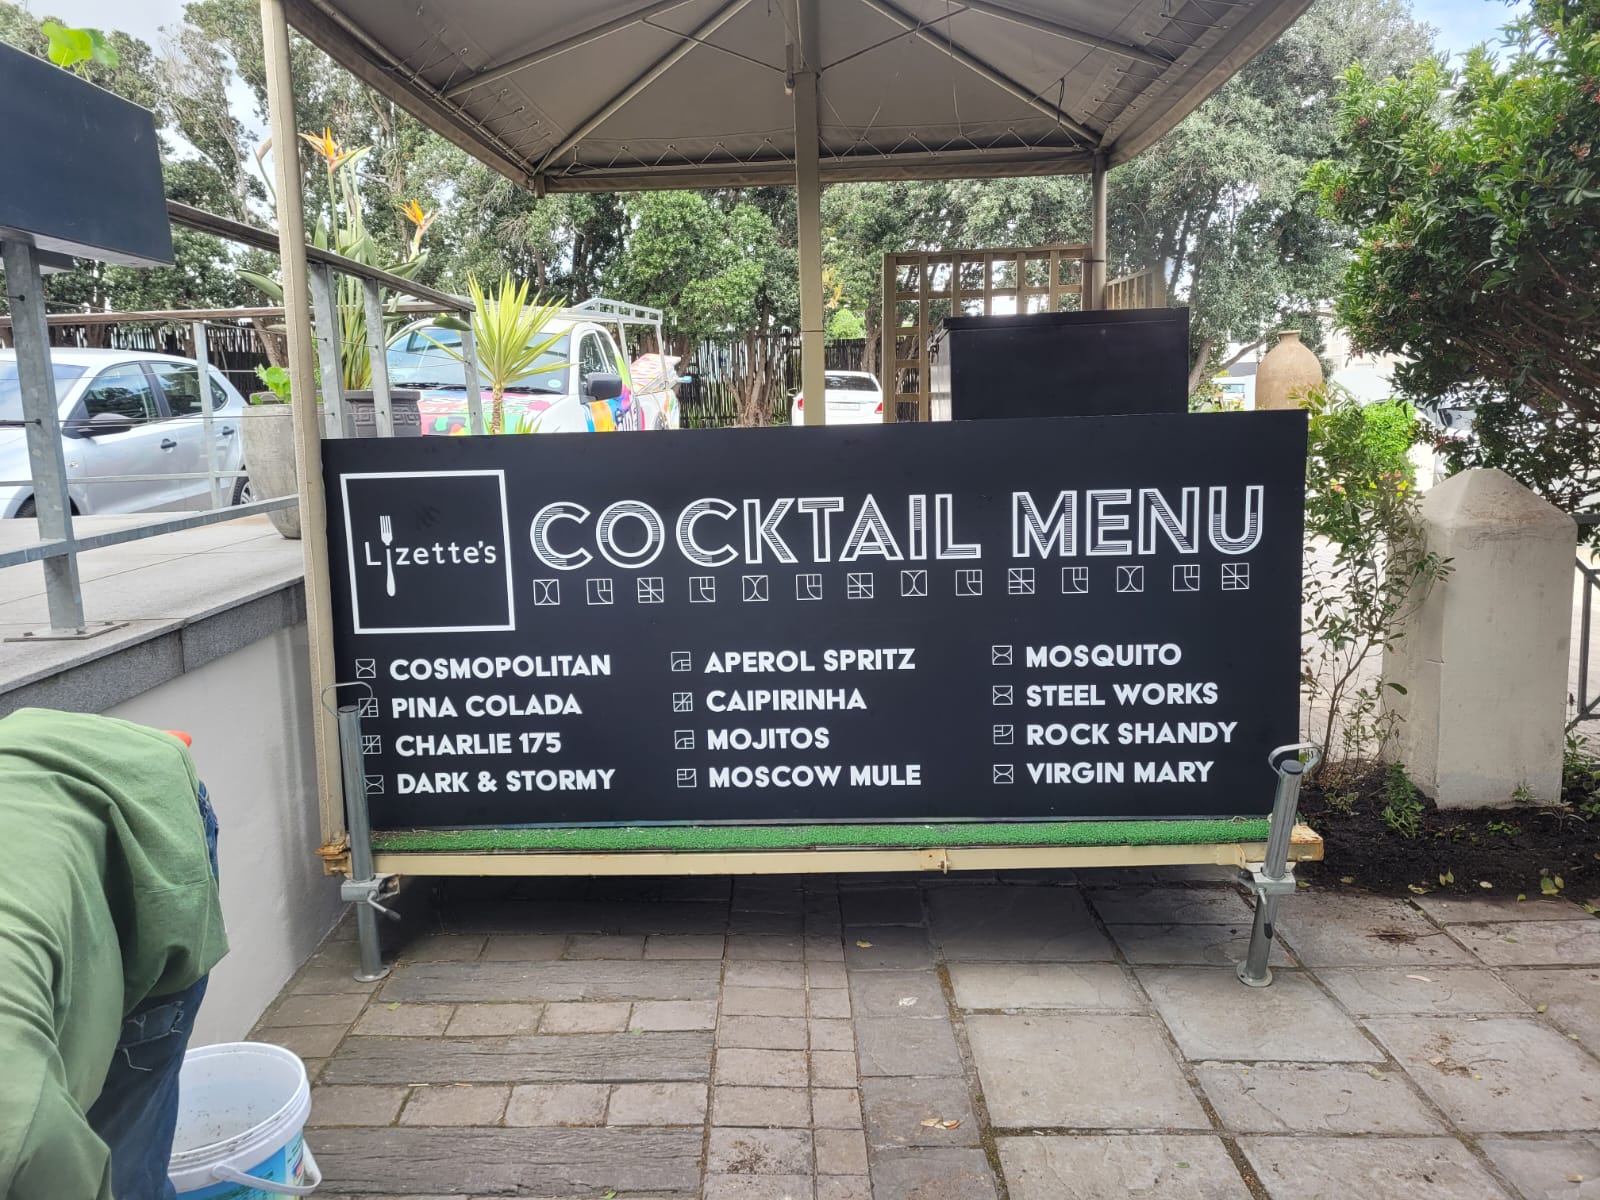 Lizette's
COCKTAIL MENU
COSMOPOLITAN
PINA COLADA
CHARLIE 175
DARK & STORMY
APEROL SPRITZ
CAIPIRINHA
MOJITOS
MOSCOW MULE
MOSQUITO
STEEL WORKS
ROCK SHANDY
VIRGIN MARY